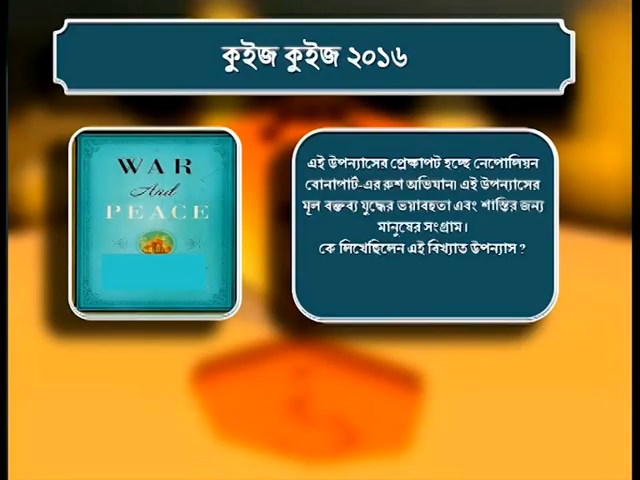 কুইজ কুইজ ২০১৬
WAR
And
PEACE
এই উপন্যাসের প্রেক্ষাপট হচ্ছে নেপোলিয়ন
বোনাপার্ট-এর রুশ অভিযান। এই উপন্যাসের
মূল বক্তব্য যুদ্ধের ভয়াবহতা এবং শান্তির জন্য
মানুষের সংগ্রাম।
কে লিখেছিলেন এই বিখ্যাত উপন্যাস ?